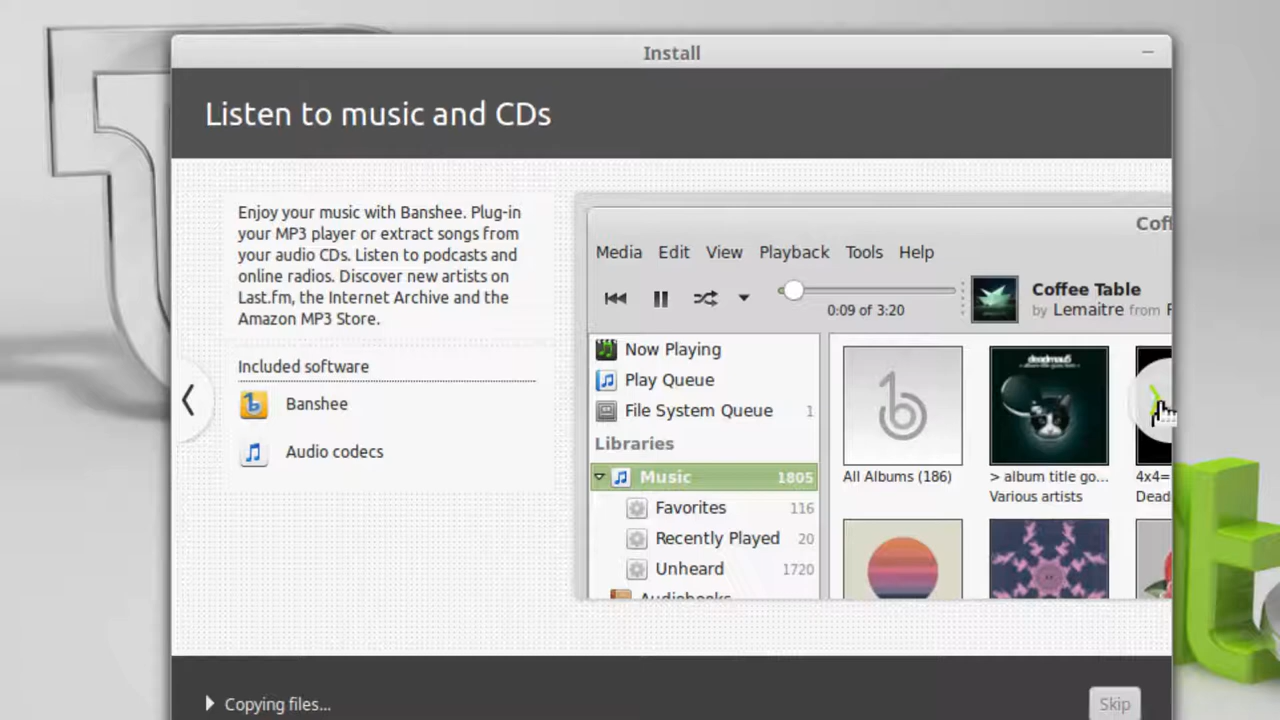 Install
Listen to music and CDs
Enjoy your music with Banshee. Plug-in
your MP3 player or extract songs from
your audio CDs. Listen to podcasts and
online radios. Discover new artists on
Last.fm, the Internet Archive and the
Amazon MP3 Store.
Included software
Banshee
Audio codecs
Coff
Media Edit View Playback Tools Help
0:09 of 3:20
Coffee Table
by Lemaitre from
Now Playing
Play Queue
File System Queue 1
Libraries
Music 1805
Favorites 116
Recently Played 20
Unheard 1720
Audiobooks
deadmau5
All Albums (186)
> album title go...
Various artists
4x4=
Dead
Copying files...
Skip